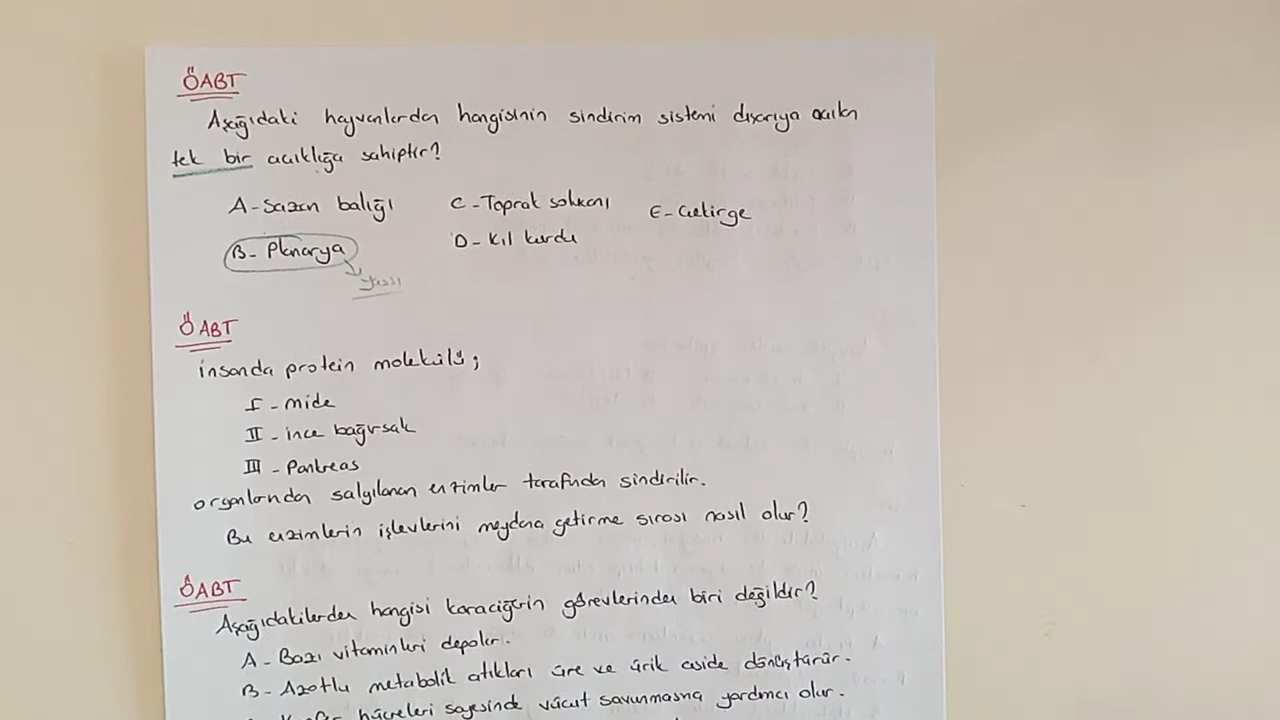 ÖABT
Aşağıdaki hayvanlardan hangisinin sindirim sistemi dışarıya açılan
tek bir açıklığa sahiptir?
A-Sazan balığı
C-Toprak solucanı
E-Çekirge
B-Planarya
D-Kıl kurdu
yassı
ÖABT
insanda protein molekülü;
I-mide
II-ince bağırsak
III-Pankreas
organlarından salgılanan enzimler tarafından sindirilir.
Bu enzimlerin işlevlerini meydana getirme sırası nasıl olur?
ÖABT
Aşağıdakilerden hangisi karaciğerin görevlerinden biri değildir?
A-Bazı vitaminleri depolar.
B-Azotlu metabolik atıkları üre ve ürik aside dönüştürür.
hücreleri sayesinde vücut savunmasına yardımcı olur.